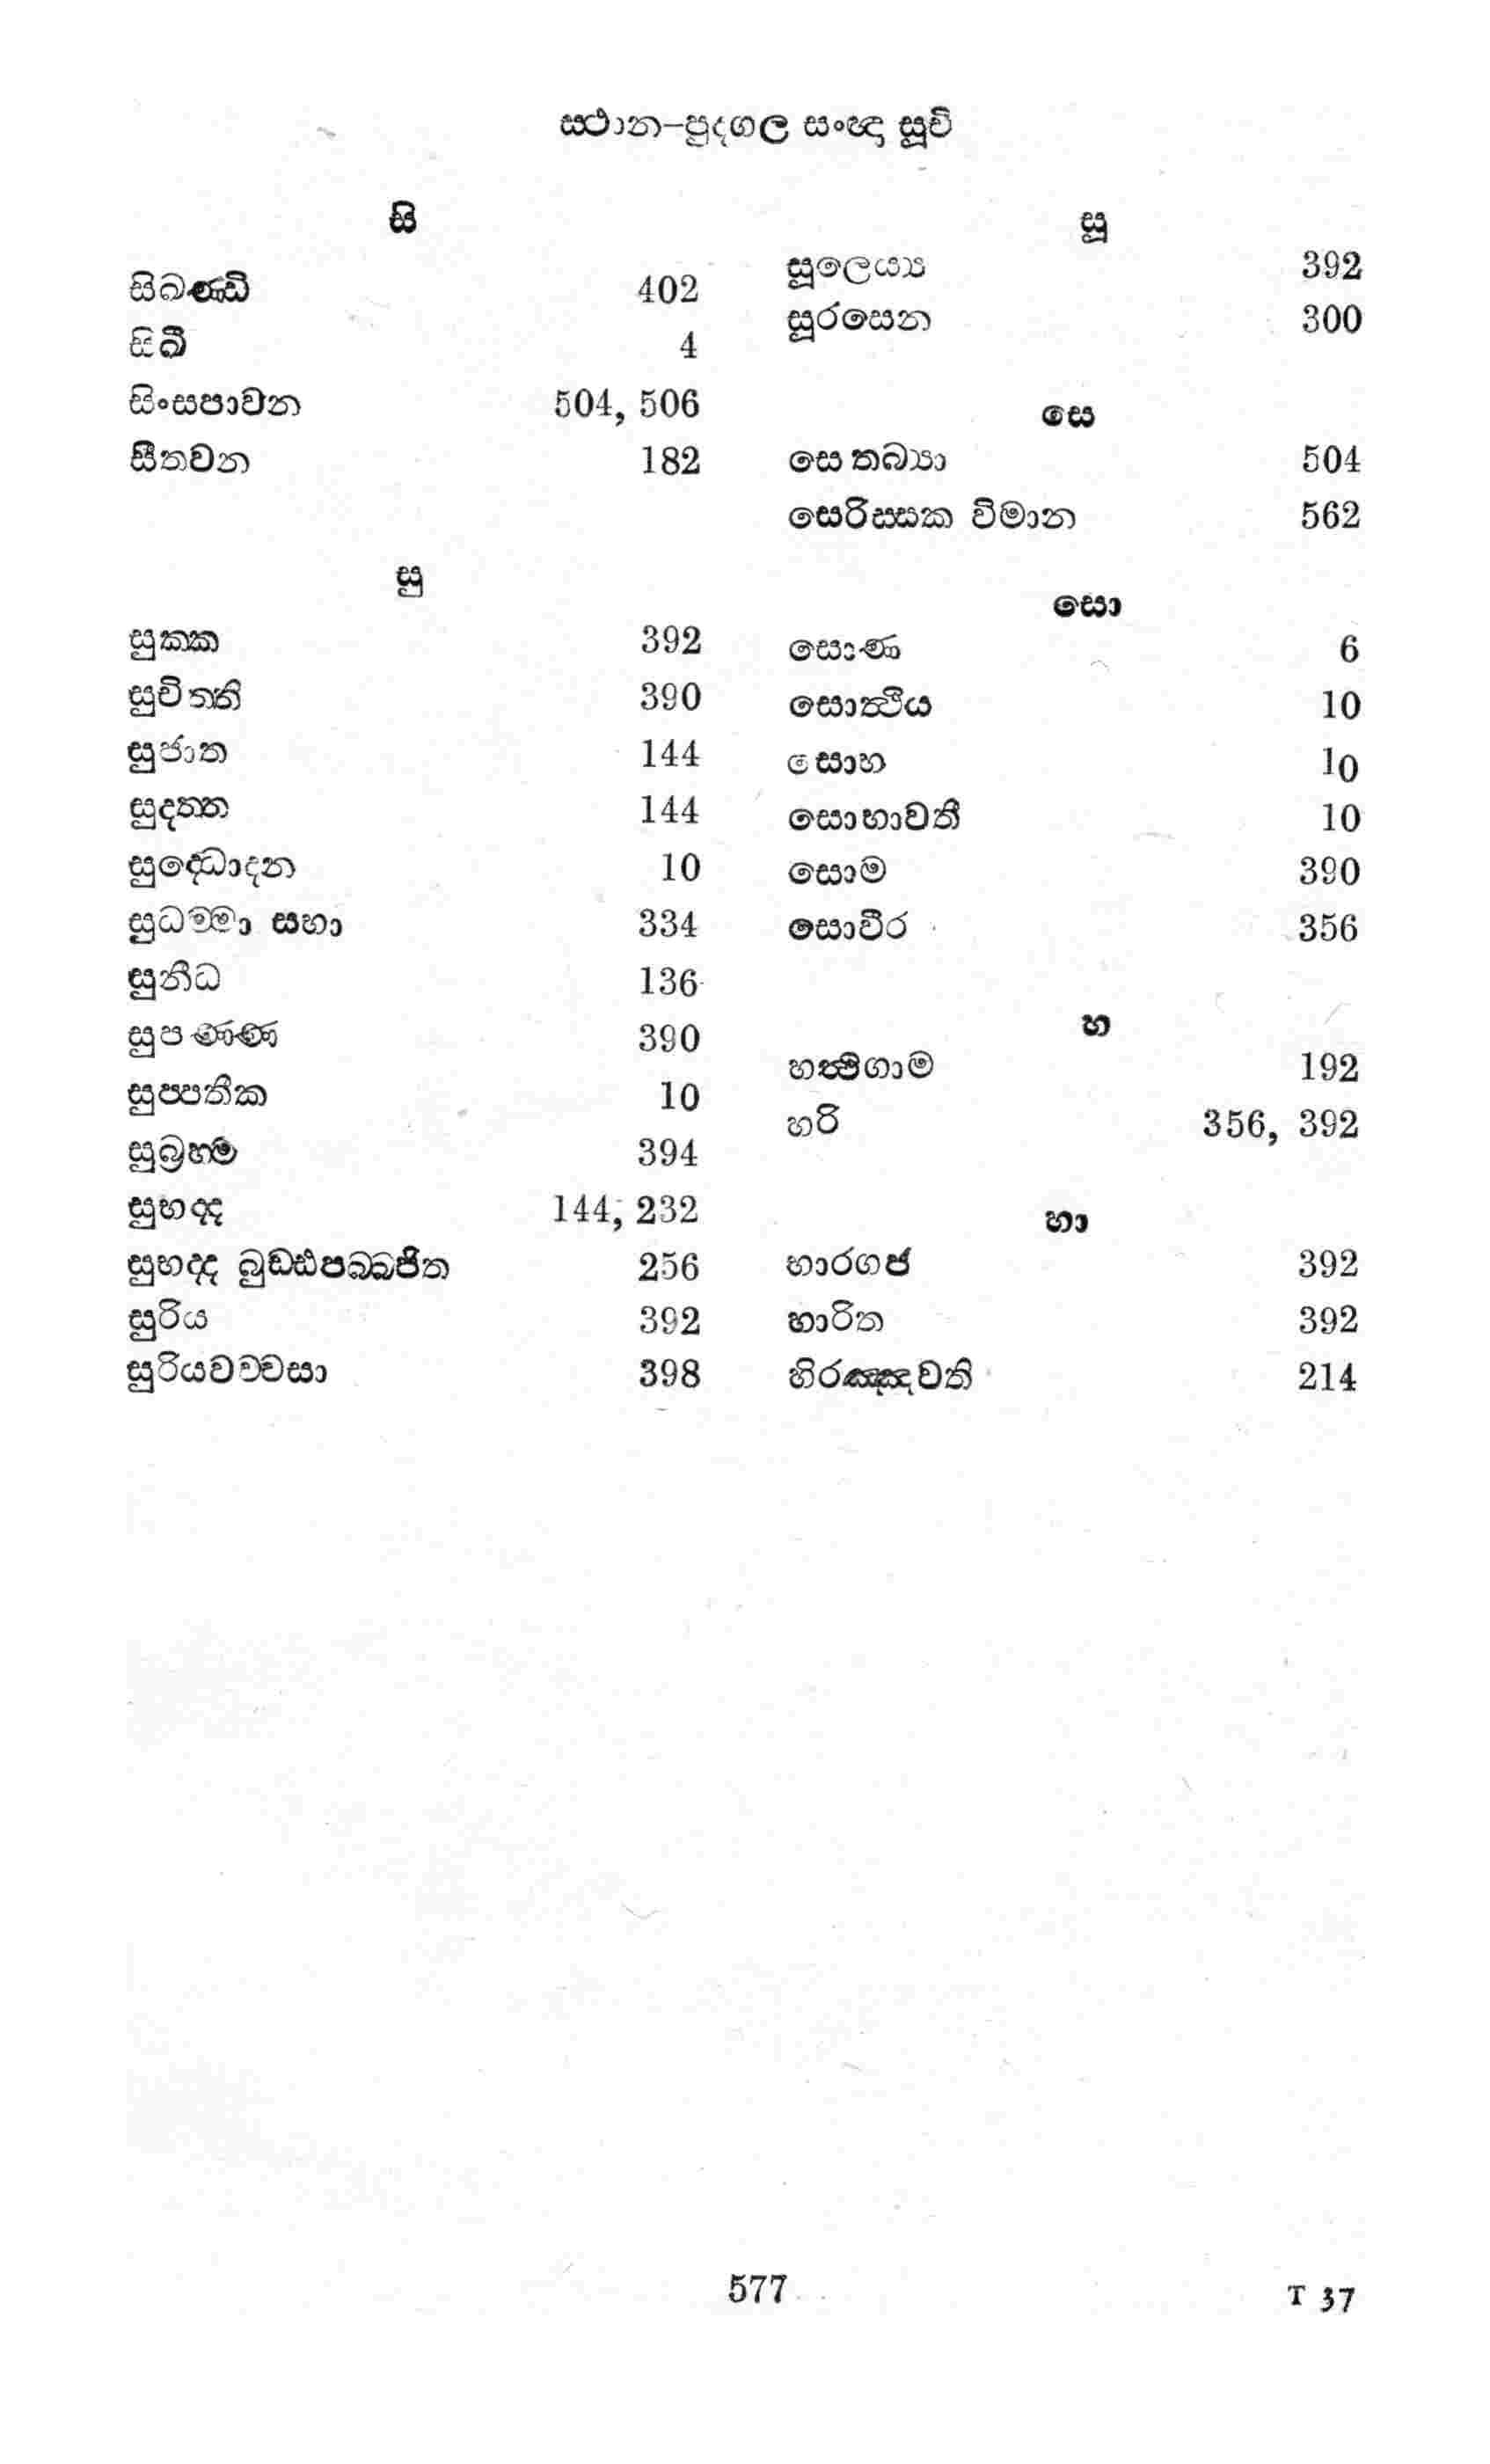 ස්ථාන-පුද්ගල සංඥා සූචි
සි
සිඛණ්ඩි 402
සිඛී 4
සිංසපාවන 504, 506
සීතවන 182
සු
සුක්ක 392
සුචිත්ති 390
සුජාත 144
සුදත්ත 144
සුද්ධොදන 10
සුධම්මා සභා 334
සුනීධ 136
සුපණ්ණ 390
සුප්පතීක 10
සුබ්‍රහ්ම 394
සුභද්ද 144, 232
සුභද්ද බුඩ්ඪපබ්බජිත 256
සුරිය 392
සුරියවච්චසා 398
සූ
සූලෙය්‍ය 392
සූරසෙන 300
සෙ
සෙතබ්‍යා 504
සෙරිස්සක විමාන 562
සො
සොණ 6
සොත්ථිය 10
සොභ 10
සොභාවතී 10
සොම 390
සොවීර 356
හ
හත්ථිගාම 192
හරි 356, 392
හා
හාරගජ 392
හාරිත 392
හිරඤ්ඤවති 214
577
T 37